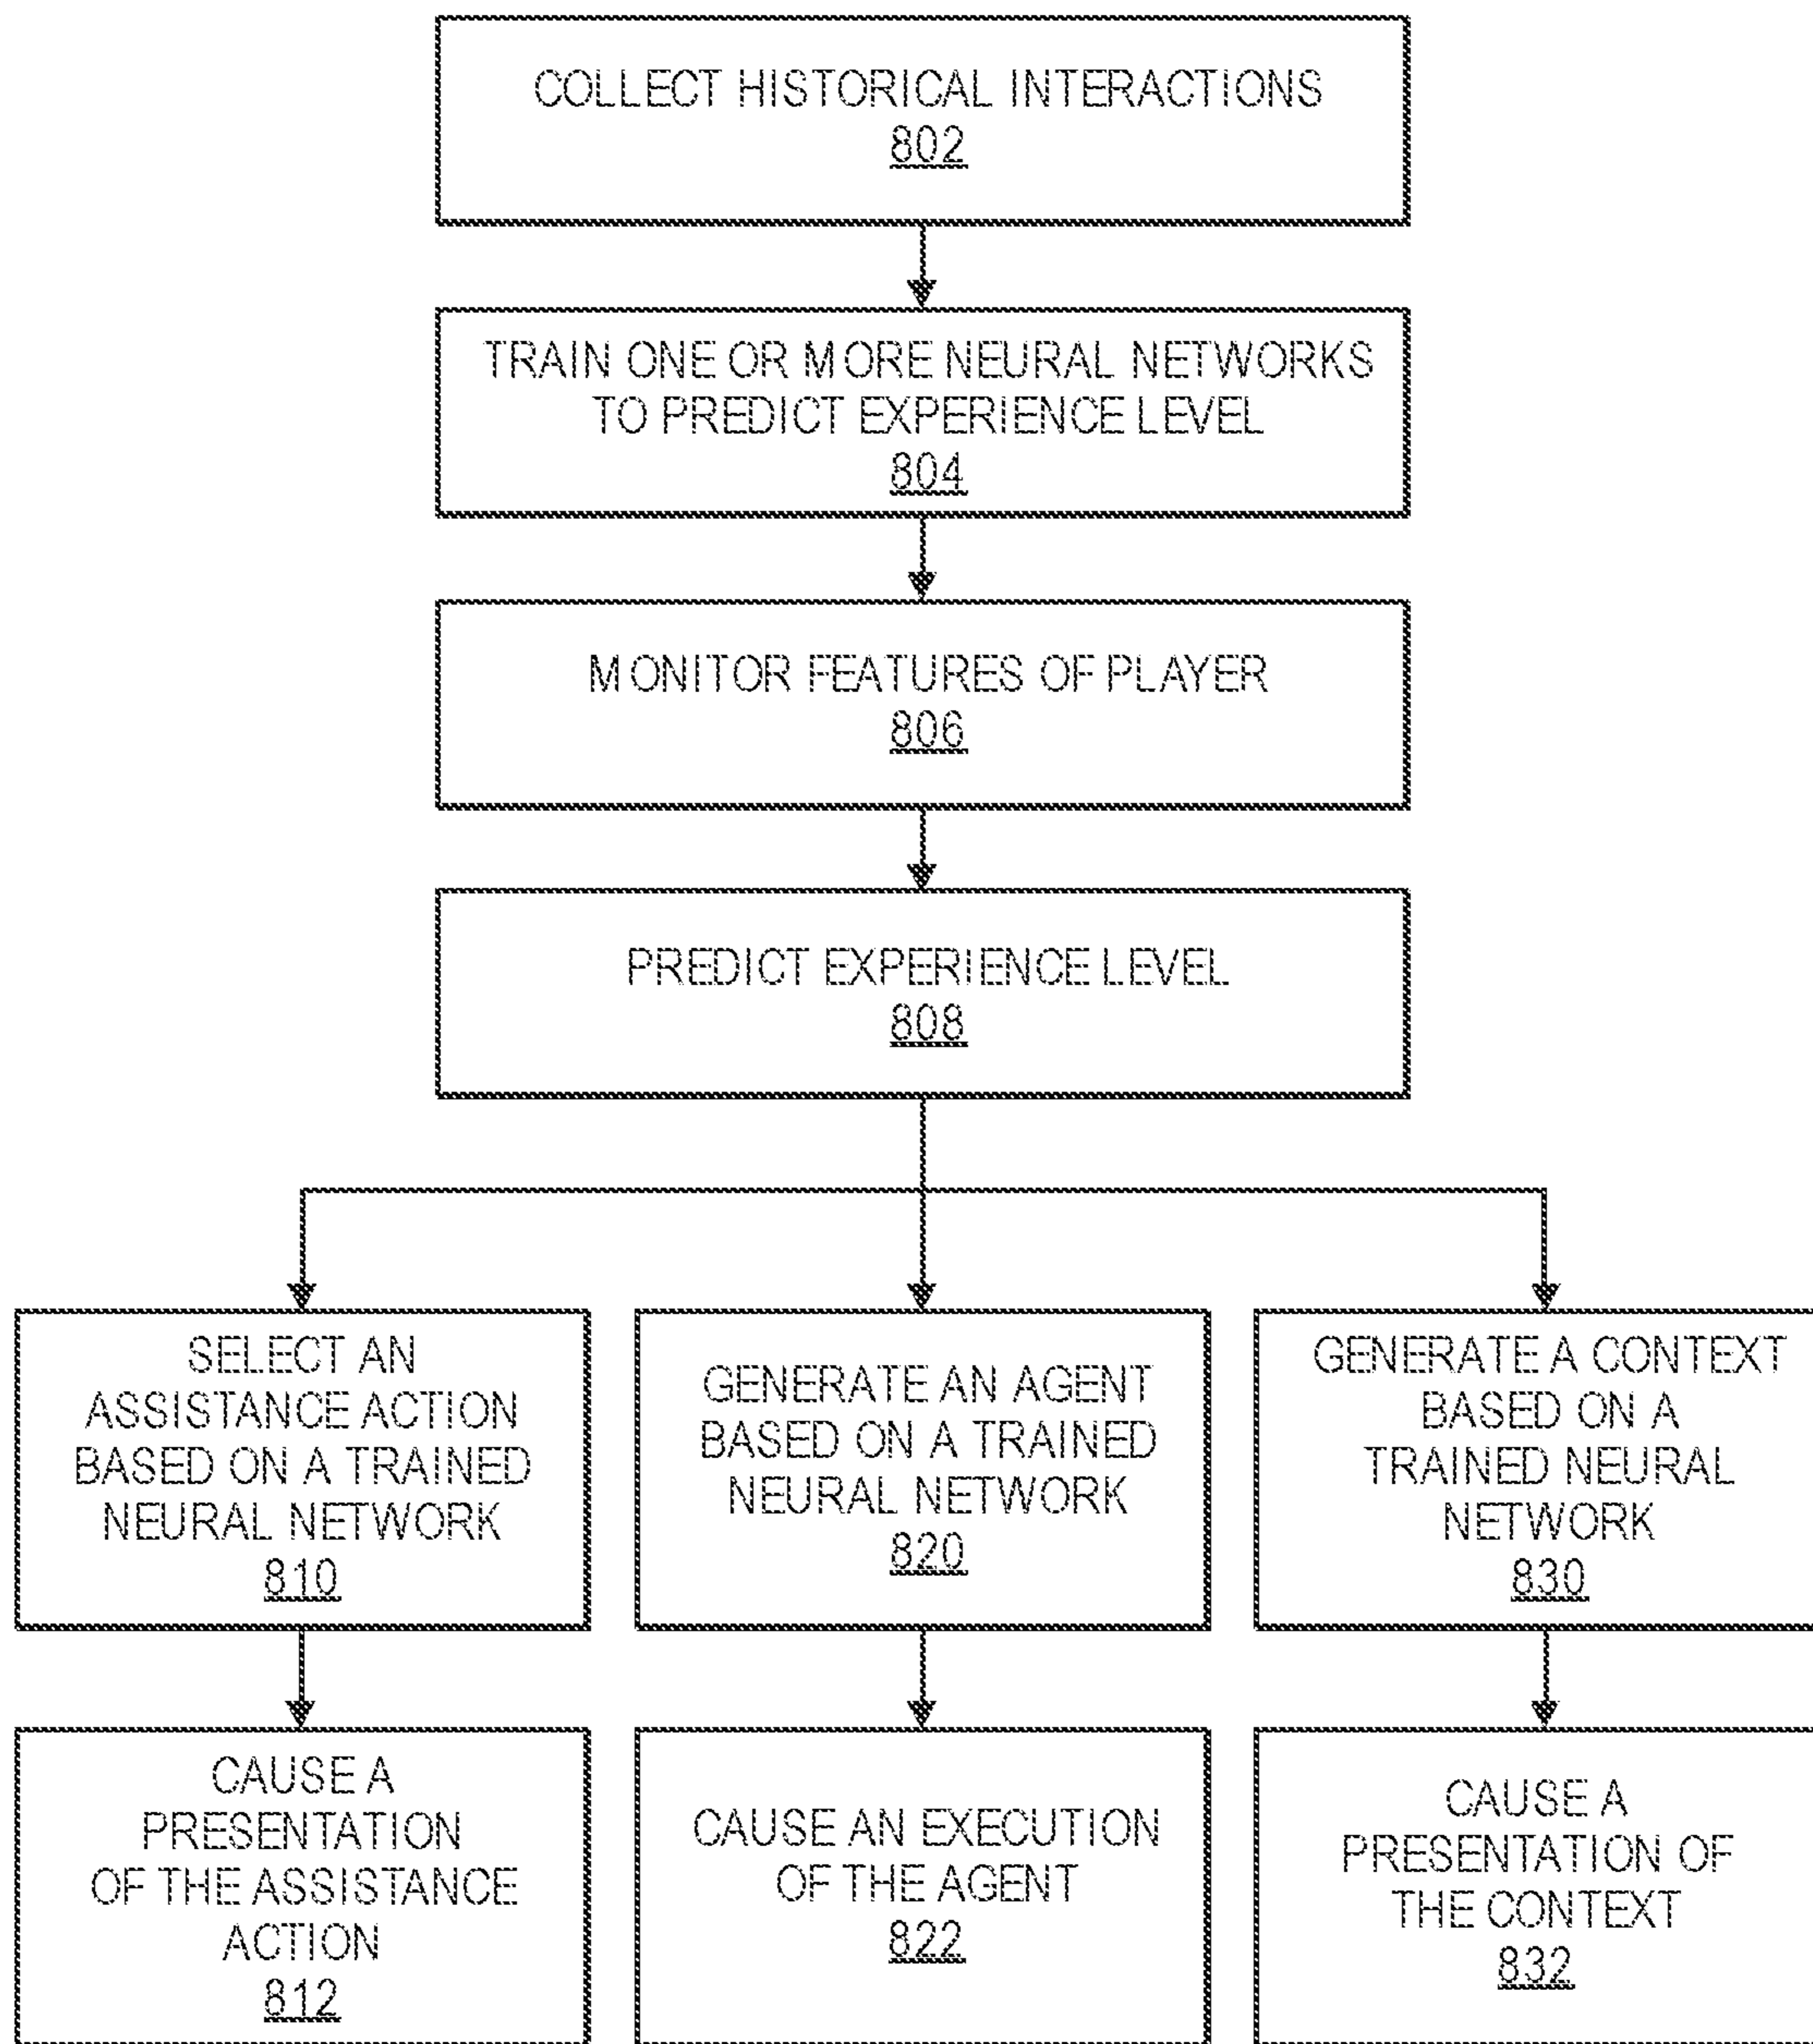 COLLECT HISTORICAL INTERACTIONS
802
TRAIN ONE OR MORE NEURAL NETWORKS
TO PREDICT EXPERIENCE LEVEL
804
MONITOR FEATURES OF PLAYER
806
PREDICT EXPERIENCE LEVEL
808
SELECT AN
ASSISTANCE ACTION
BASED ON A TRAINED
NEURAL NETWORK
810
GENERATE AN AGENT
BASED ON A TRAINED
NEURAL NETWORK
820
GENERATE A CONTEXT
BASED ON A
TRAINED NEURAL
NETWORK
830
CAUSE A
PRESENTATION
OF THE ASSISTANCE
ACTION
812
CAUSE AN EXECUTION
OF THE AGENT
822
CAUSE A
PRESENTATION OF
THE CONTEXT
832